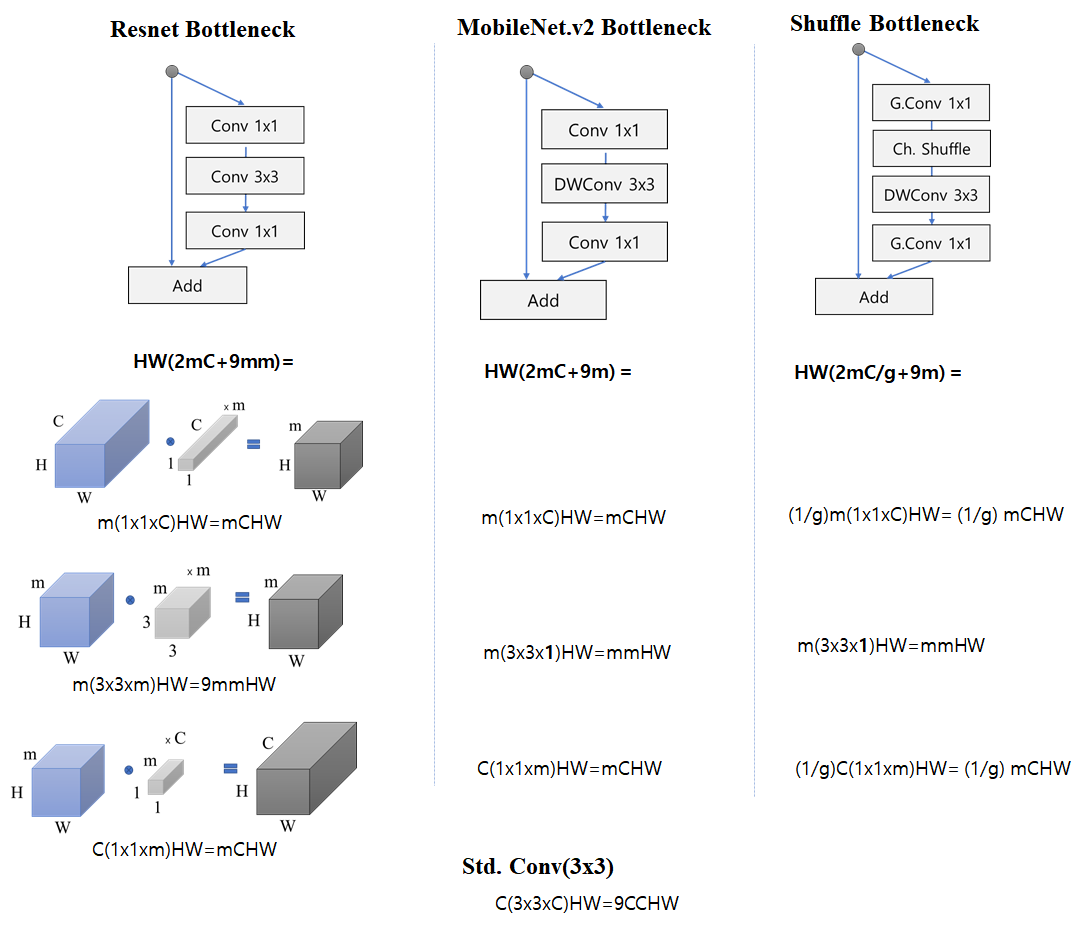 Resnet Bottleneck
Conv 1x1
Conv 3x3
Conv 1x1
Add
HW(2mC+9mm)=
C
H
W
C
x m
1
1
m
H
W
m(1x1xC)HW=mCHW
m
H
W
m
x m
3
3
m
H
W
m(3x3xm)HW=9mmHW
m
H
W
m
x C
1
1
C
H
W
C(1x1xm)HW=mCHW
MobileNet.v2 Bottleneck
Conv 1x1
DWConv 3x3
Conv 1x1
Add
HW(2mC+9m) =
m(1x1xC)HW=mCHW
m(3x3x1)HW=mmHW
C(1x1xm)HW=mCHW
Shuffle Bottleneck
G.Conv 1x1
Ch. Shuffle
DWConv 3x3
G.Conv 1x1
Add
HW(2mC/g+9m) =
(1/g)m(1x1xC)HW= (1/g) mCHW
m(3x3x1)HW=mmHW
(1/g)C(1x1xm)HW= (1/g) mCHW
Std. Conv(3x3)
C(3x3xC)HW=9CCHW